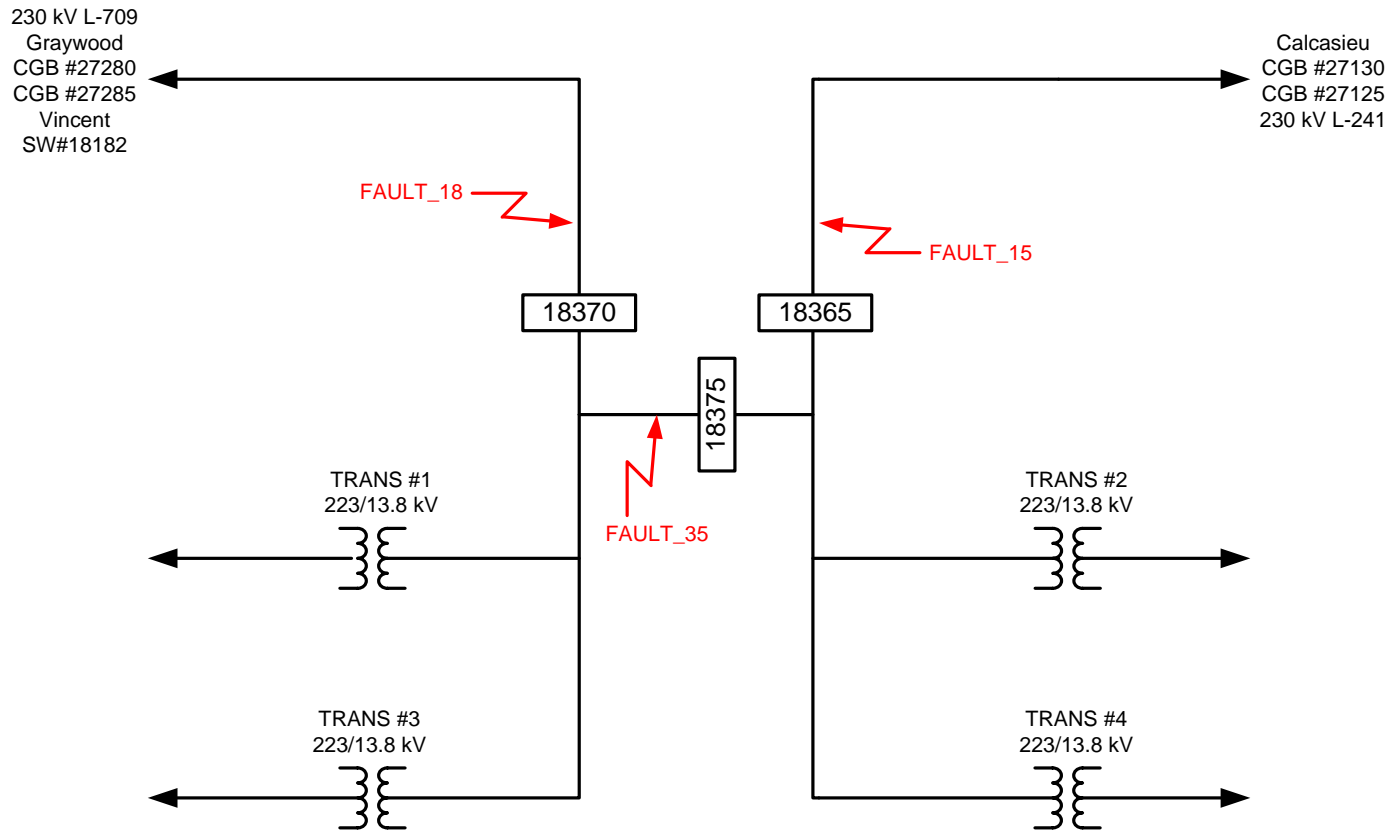 230 kV L-709
Graywood
CGB #27280
CGB #27285
Vincent
SW#18182
Calcasieu
CGB #27130
CGB #27125
230 kV L-241
FAULT_18
FAULT_15
18370
18365
18375
FAULT_35
TRANS #1
223/13.8 kV
TRANS #2
223/13.8 kV
TRANS #3
223/13.8 kV
TRANS #4
223/13.8 kV